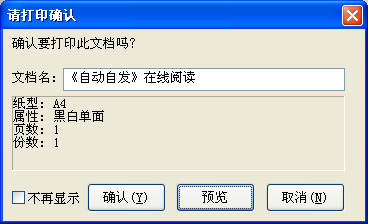 请打印确认
确认要打印此文档吗？
文档名：《自动自发》在线阅读
纸型：A4
属性：黑白单面
页数：1
份数：1
不再显示 确认(Y) 预览 取消(N)